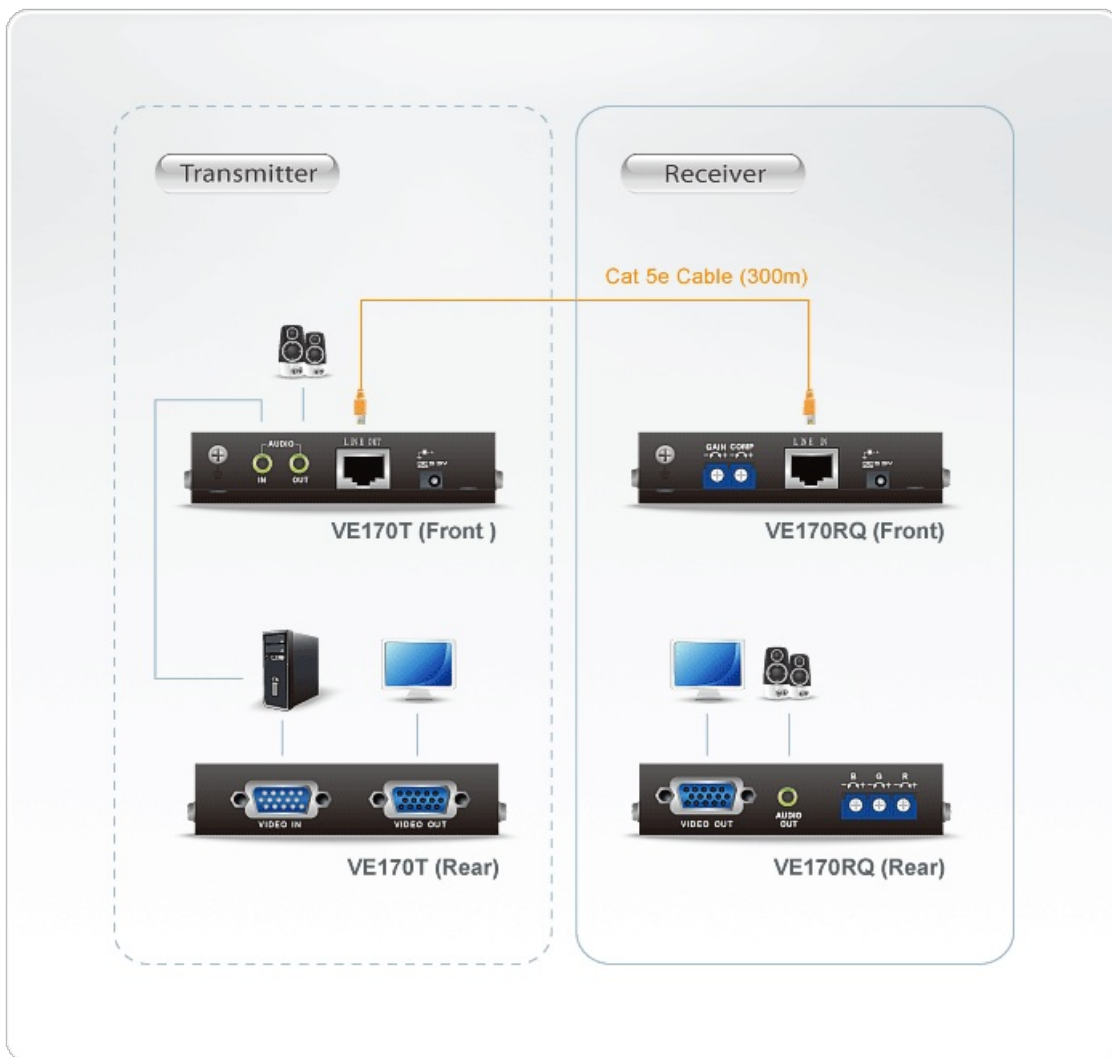 Transmitter
Receiver
Cat 5e Cable (300m)
AUDIO
IN
OUT
LINE OUT
VE170T (Front )
GAIN COMP
- +
- +
LINE IN
VE170RQ (Front)
VIDEO IN
VIDEO OUT
VE170T (Rear)
VIDEO OUT
AUDIO
OUT
B G R
- +
- +
- +
VE170RQ (Rear)